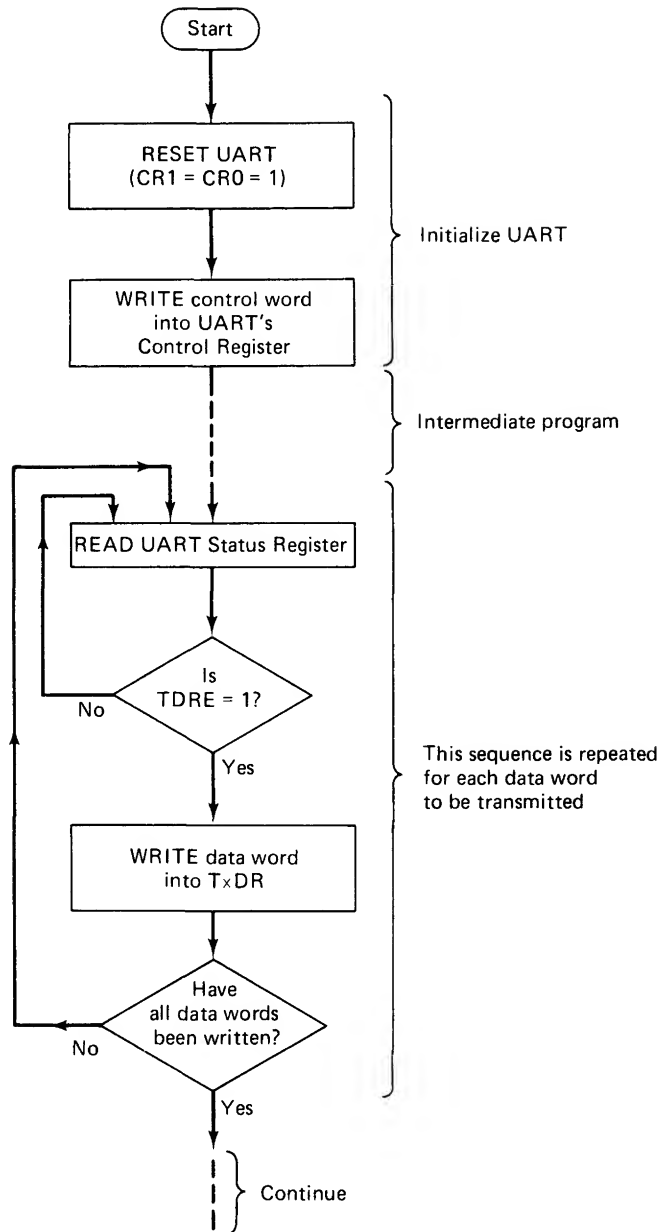 Start
RESET UART
(CR1 = CR0 = 1)
Initialize UART
WRITE control word
into UART's
Control Register
Intermediate program
READ UART Status Register
Is
TDRE = 1?
No
Yes
This sequence is repeated
for each data word
to be transmitted
WRITE data word
into TxDR
Have
all data words
been written?
No
Yes
Continue